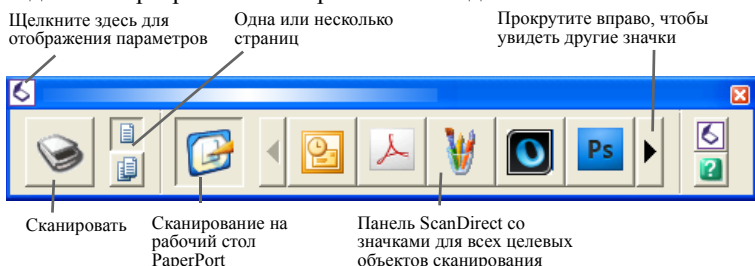 Щелкните здесь для
отображения параметров
Одна или несколько
страниц
Прокрутите вправо, чтобы
увидеть другие значки
Ps
?
Сканировать
Сканирование на
рабочий стол
PaperPort
Панель ScanDirect со
значками для всех целевых
объектов сканирования